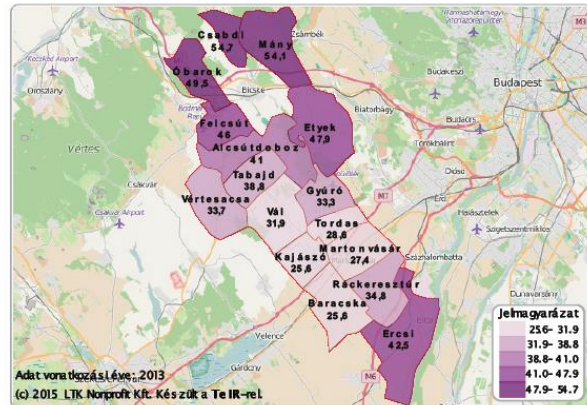 Csabdi
54,7
Mány
54,1
Zsámbék
Óbarok
49,5
Bicske
Oroszlány
Budakeszi
Budapest
Biatorbágy
Budaörs
Felcsút
46
Etyek
47,9
Alcsútdoboz
41
Törökbálint
Vértes
Tabajd
38,8
Diósd
Csákvár
Vértesacsa
33,7
Gyúró
33,3
M7
Érd
Vál
31,9
Tordas
28,6
Halásztelek
Szigetszentmiklós
Martonvásár
27,4
Kajászó
25,6
Százhalombatta
Ráckeresztúr
34,8
Baracska
25,6
Dunavarsány
Ercsi
42,5
Velence
Gárdony
M6
Jelmagyarázat
25.6- 31.9
31.9- 38.8
38.8- 41.0
41.0- 47.9
47.9- 54.7
Adat vonatkozási éve: 2013
(c) 2015 LTK Nonprofit Kft. Készült a TeIR-rel.